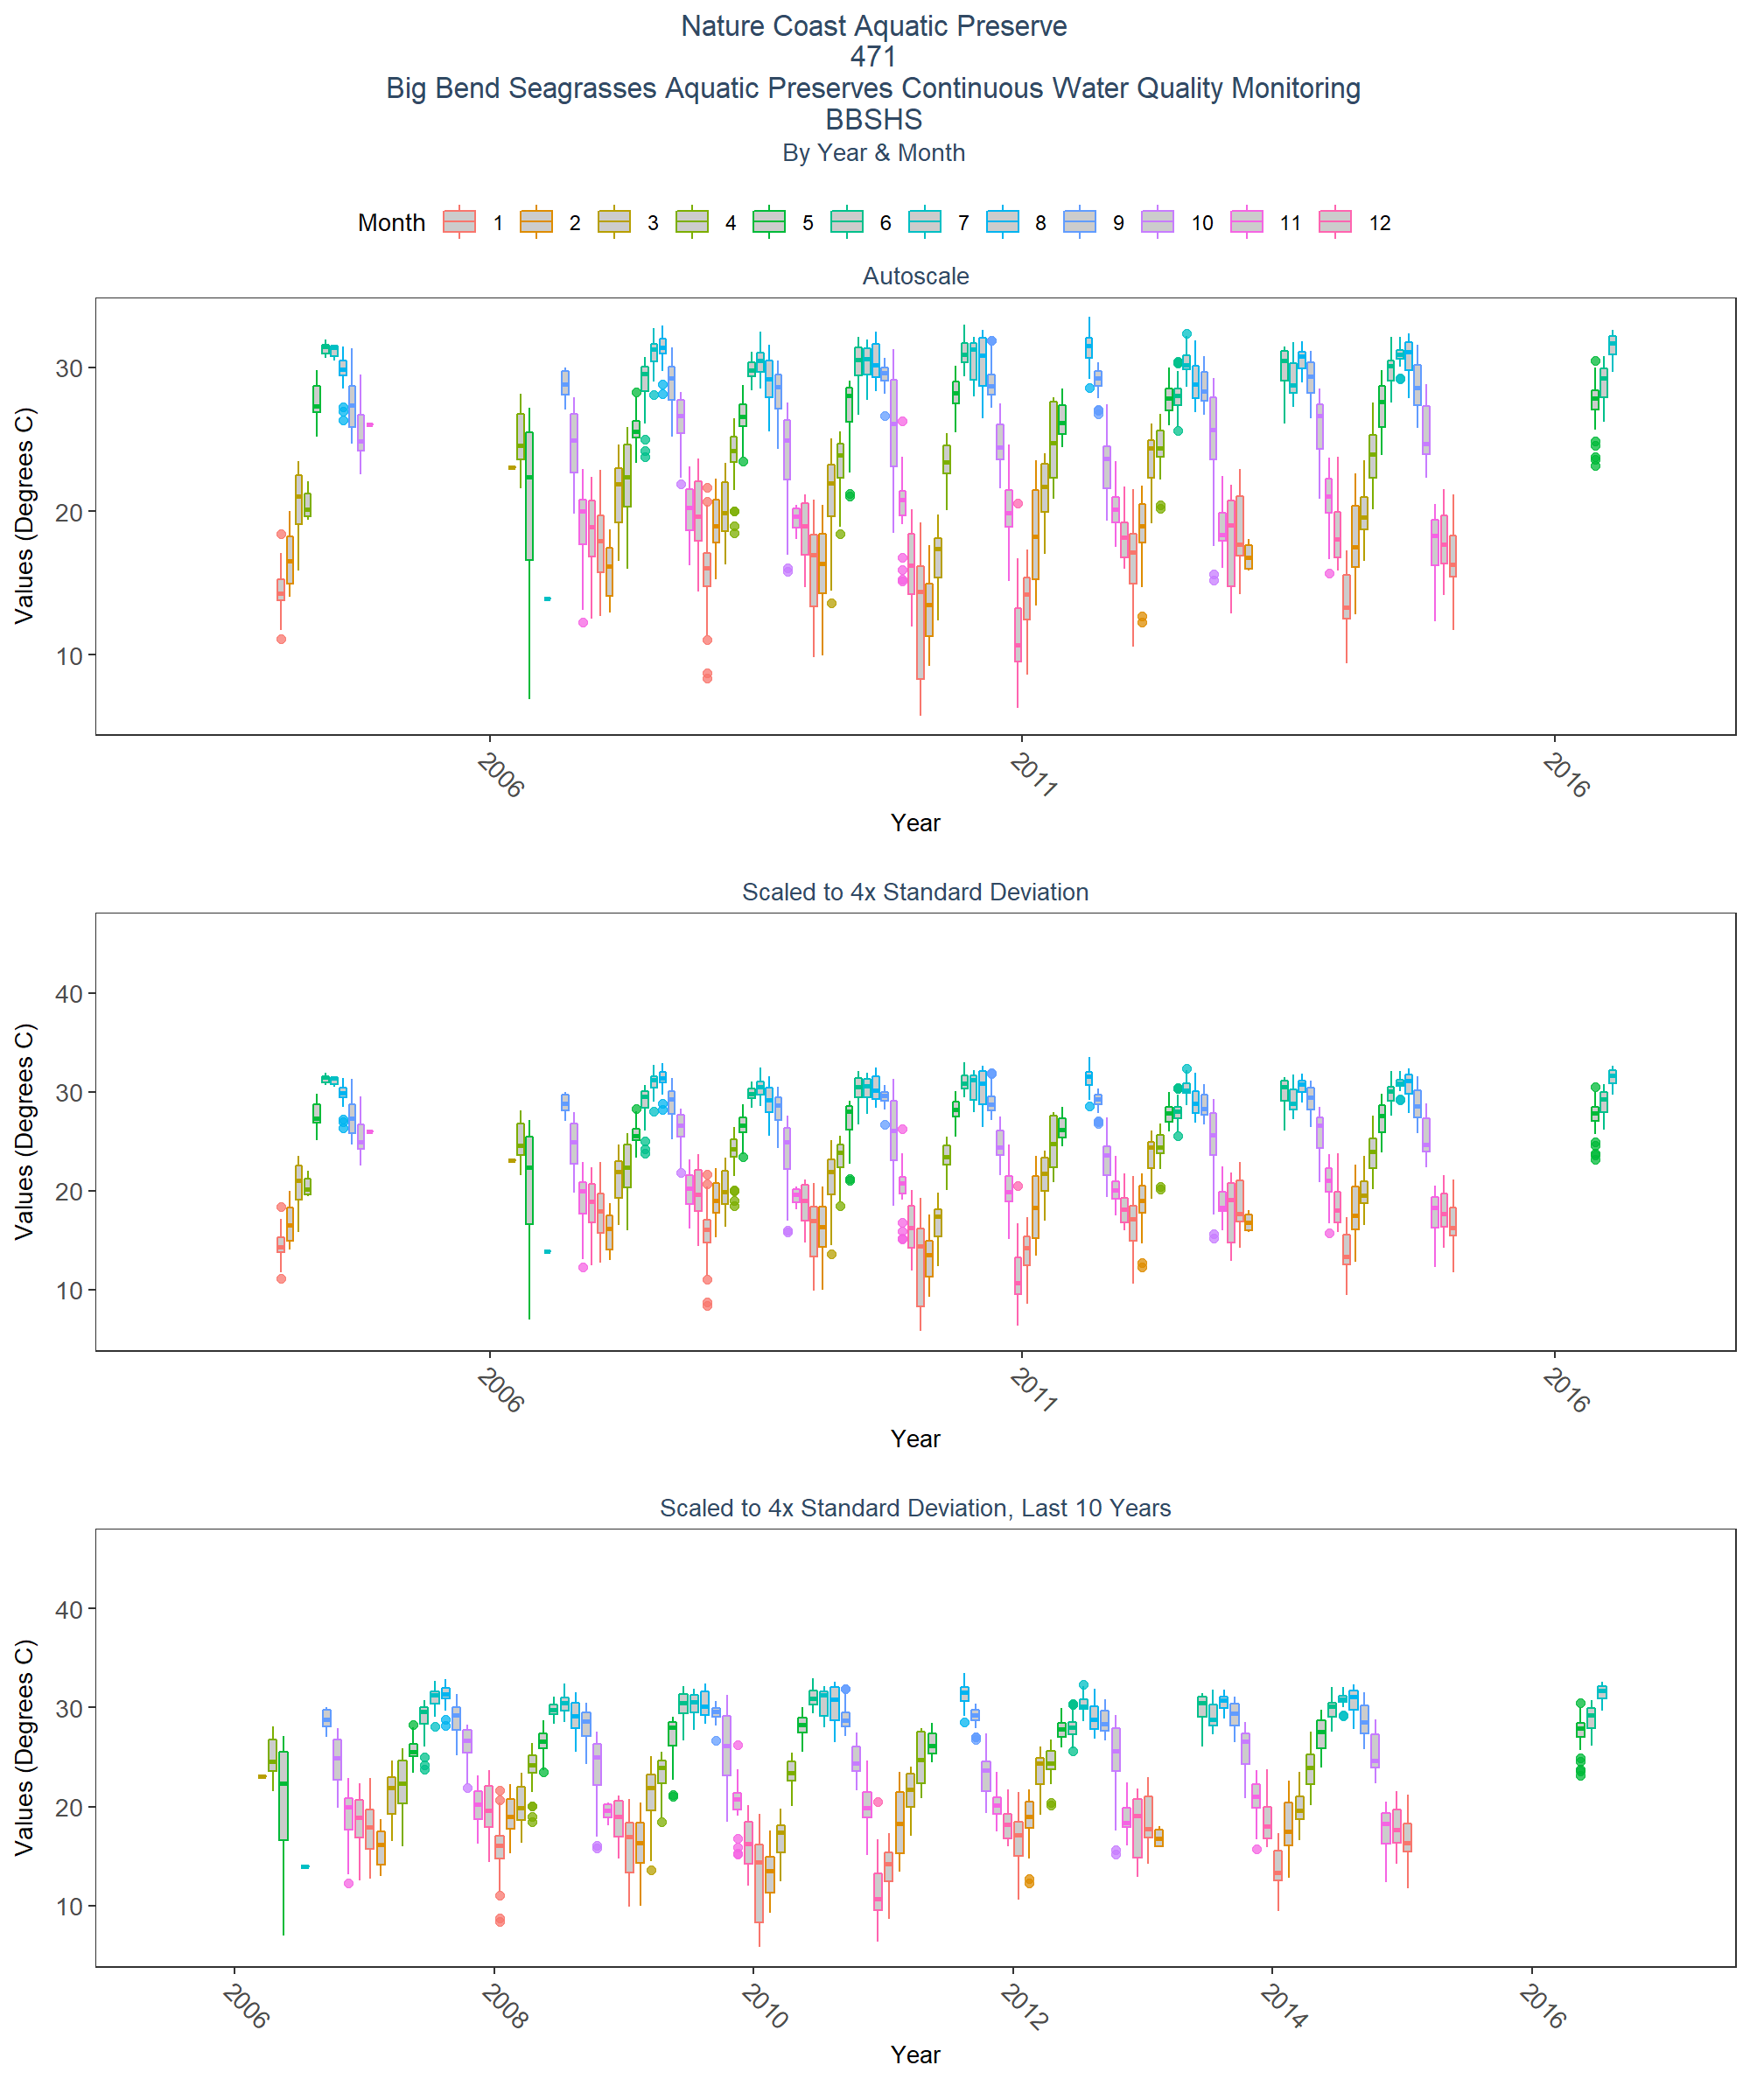 Nature Coast Aquatic Preserve
471
Big Bend Seagrasses Aquatic Preserves Continuous Water Quality Monitoring
BBSHS
By Year & Month
Month 1 2 3 4 5 6 7 8 9 10 11 12
Autoscale
Values (Degrees C)
30
20
10
2006 2011 2016
Year
Scaled to 4x Standard Deviation
Values (Degrees C)
40
30
20
10
2006 2011 2016
Year
Scaled to 4x Standard Deviation, Last 10 Years
Values (Degrees C)
40
30
20
10
2006 2008 2010 2012 2014 2016
Year